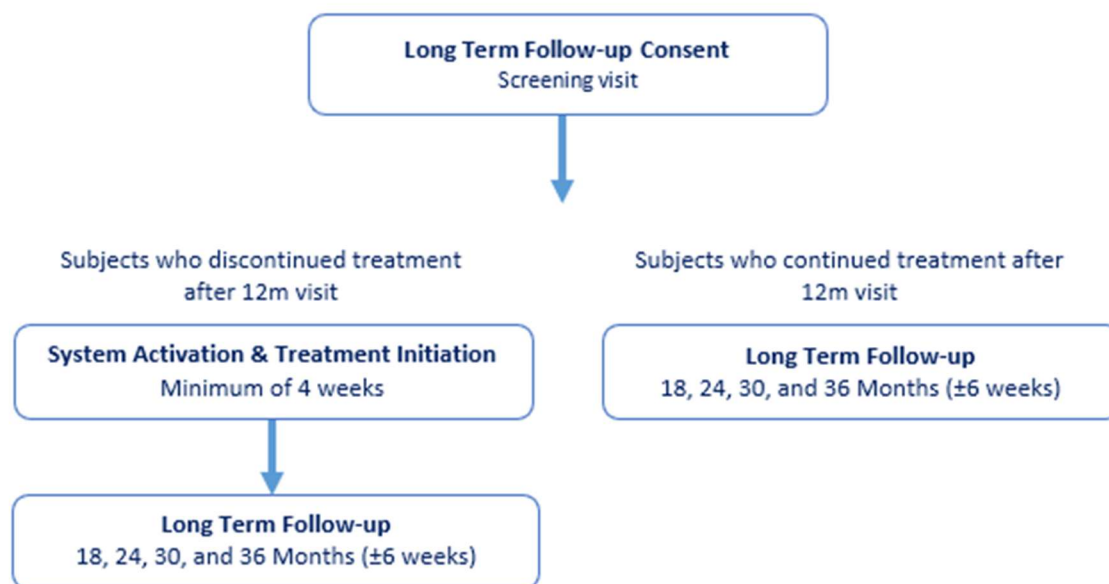 Long Term Follow-up Consent
Screening visit
Subjects who discontinued treatment
after 12m visit
Subjects who continued treatment after
12m visit
System Activation & Treatment Initiation
Minimum of 4 weeks
Long Term Follow-up
18, 24, 30, and 36 Months (±6 weeks)
Long Term Follow-up
18, 24, 30, and 36 Months (±6 weeks)